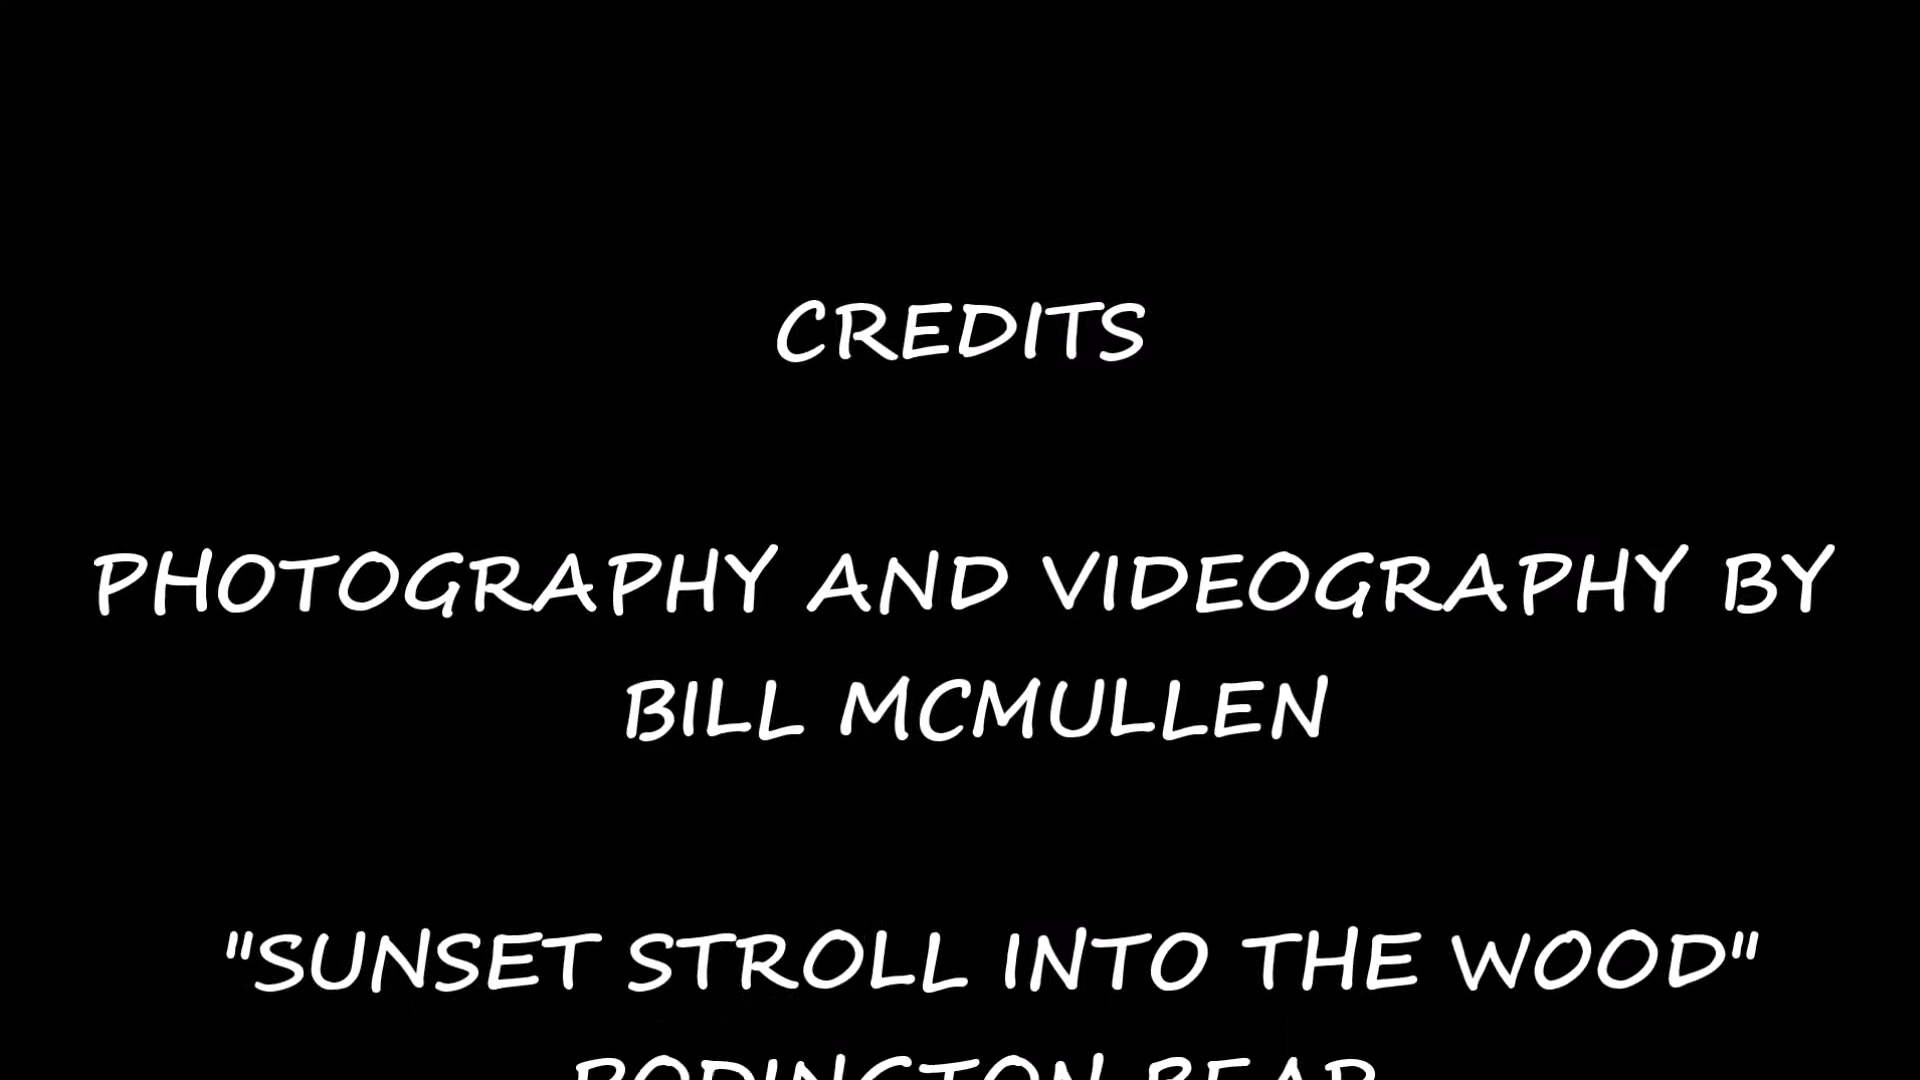 CREDITS
PHOTOGRAPHY AND VIDEOGRAPHY BY
BILL MCMULLEN
"SUNSET STROLL INTO THE WOOD"